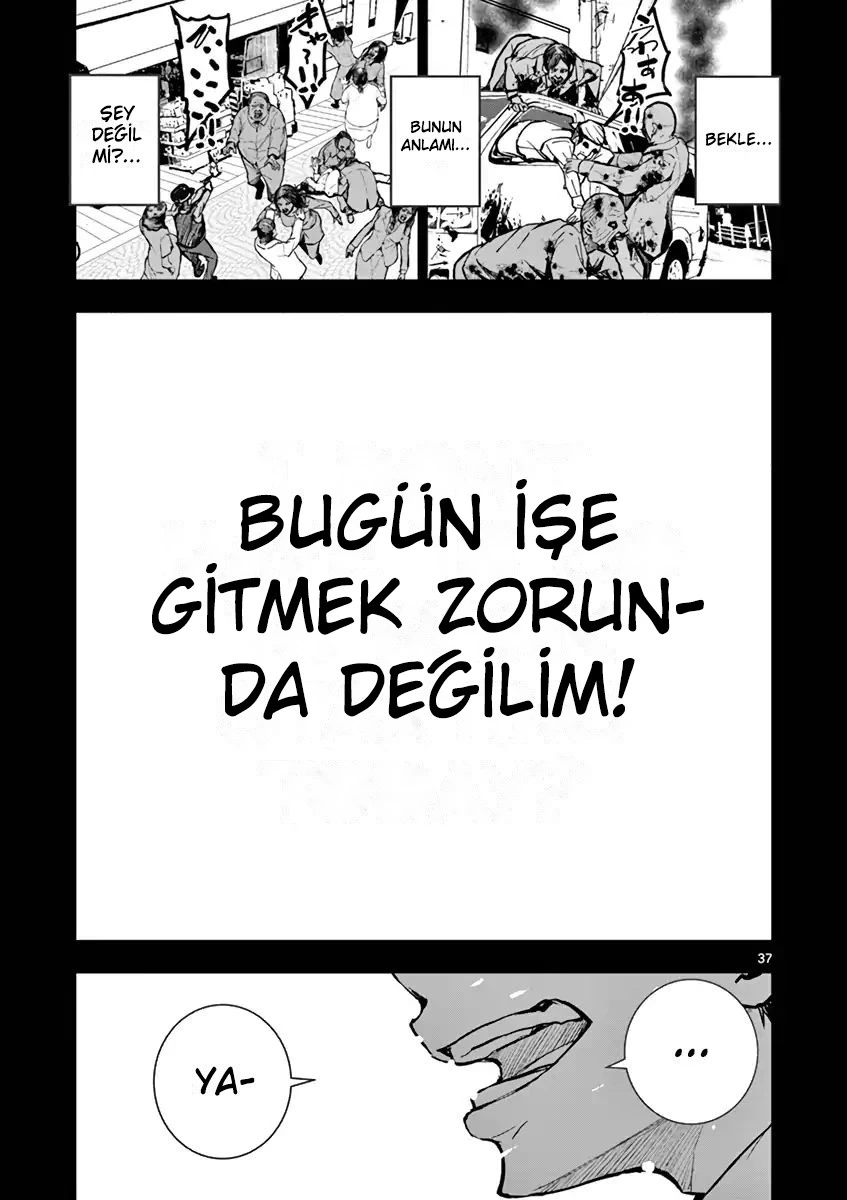 BEKLE...
BUNUN
ANLAMI...
ŞEY
DEĞİL
Mİ?...
BUGÜN İŞE
GİTMEK ZORUN-
DA DEĞİLİM!
37
...
YA-